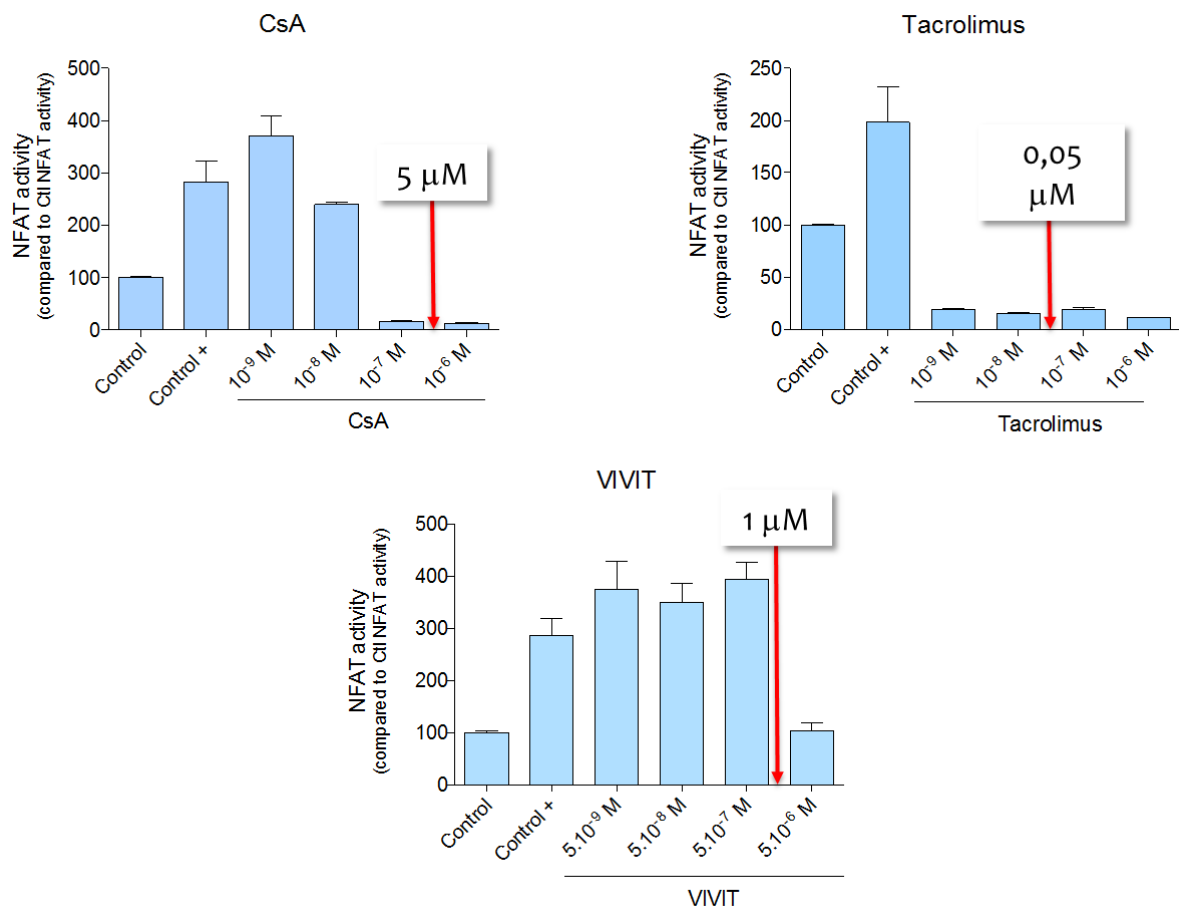 CsA
NFAT activity
(compared to Ctl NFAT activity)
500
400
300
200
100
0
5 µM
Control
Control +
10⁻⁹ M
10⁻⁸ M
10⁻⁷ M
10⁻⁶ M
CsA
Tacrolimus
NFAT activity
(compared to Ctl NFAT activity)
250
200
150
100
50
0
0,05
µM
Control
Control +
10⁻⁹ M
10⁻⁸ M
10⁻⁷ M
10⁻⁶ M
Tacrolimus
VIVIT
NFAT activity
(compared to Ctl NFAT activity)
500
400
300
200
100
0
1 µM
Control
Control +
5.10⁻⁹ M
5.10⁻⁸ M
5.10⁻⁷ M
5.10⁻⁶ M
VIVIT